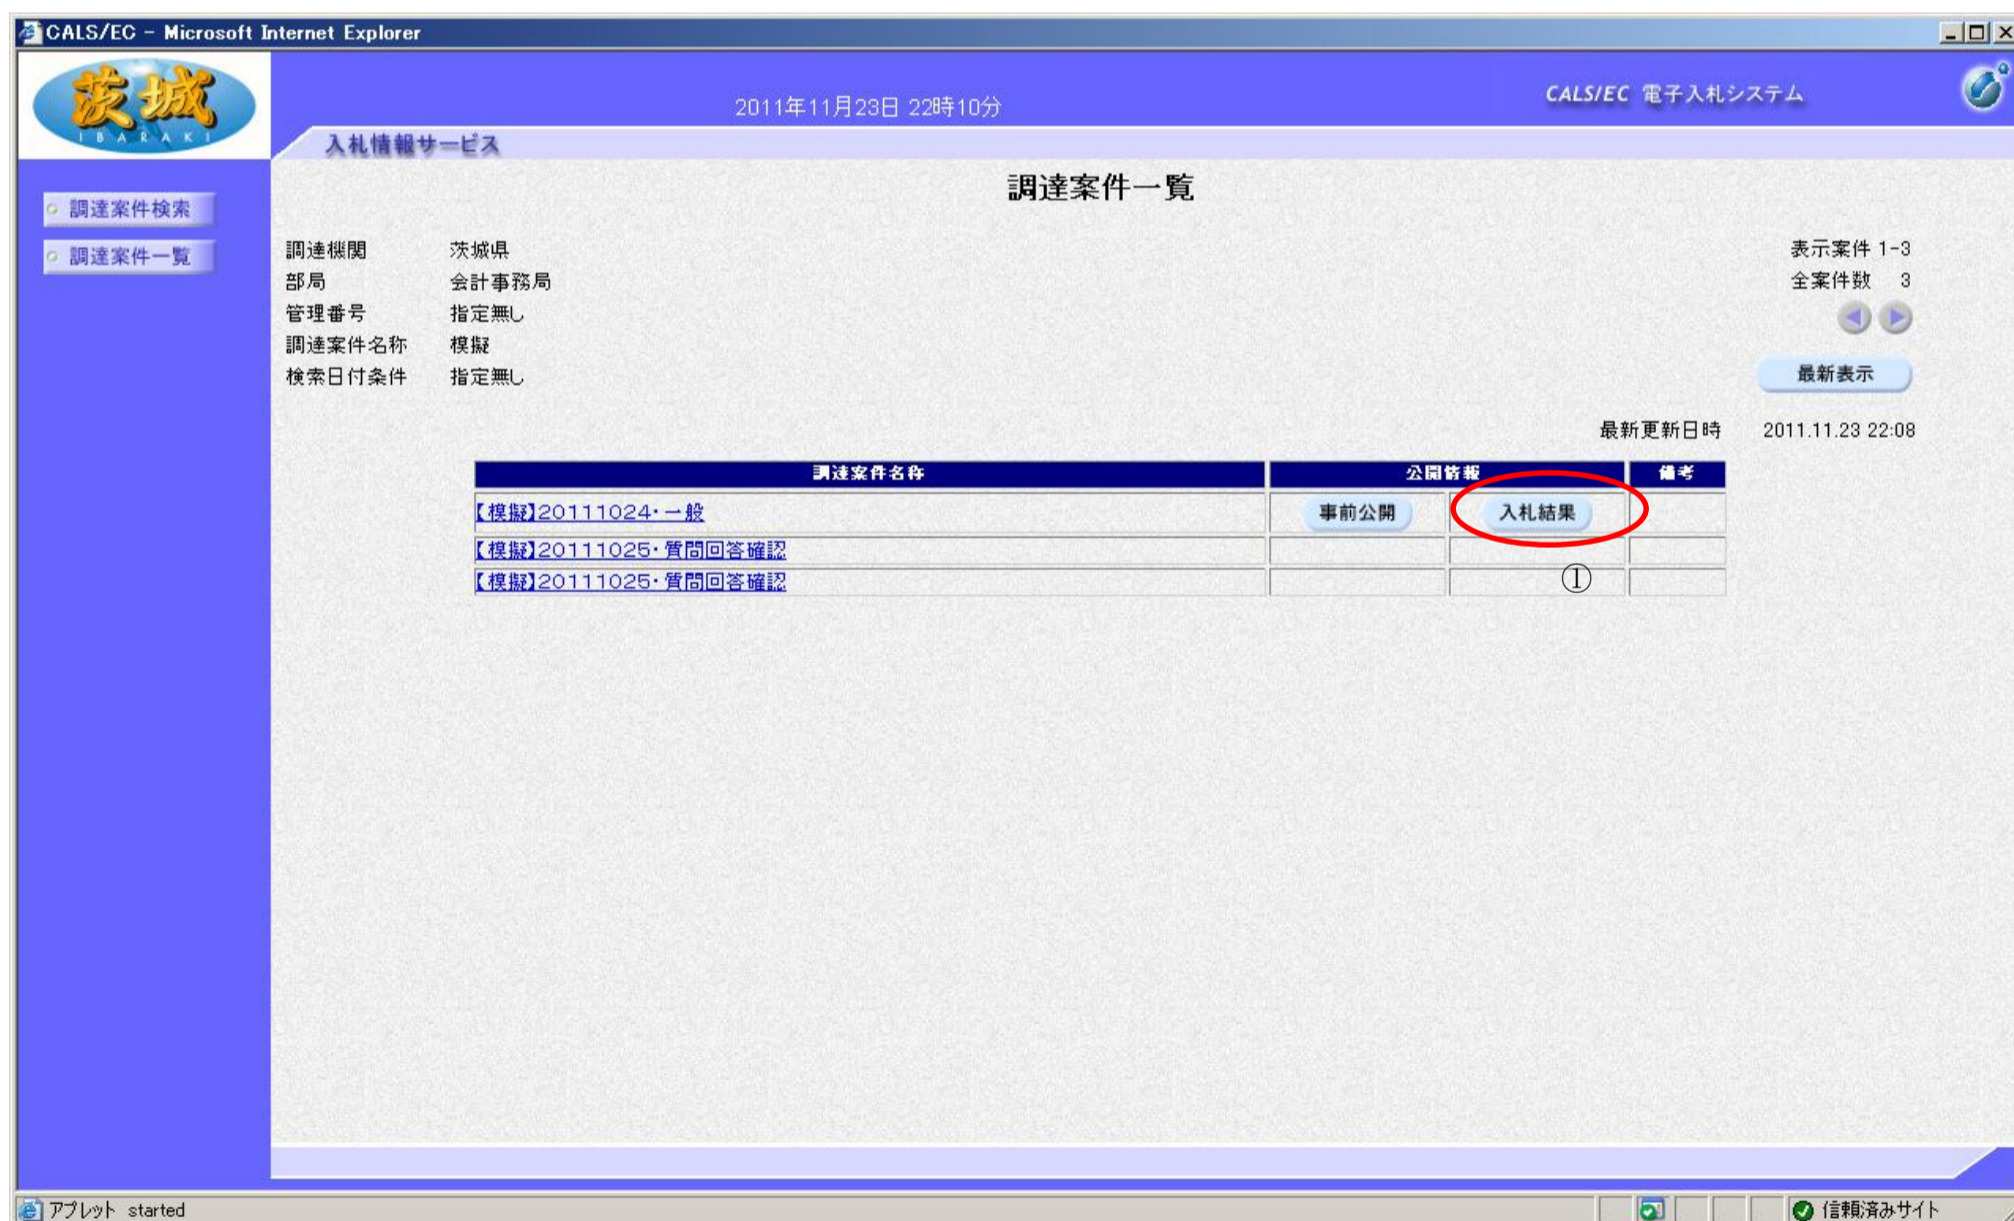 CALS/EC - Microsoft Internet Explorer
茨城
IBARAKI
2011年11月23日 22時10分
CALS/EC 電子入札システム
入札情報サービス
調達案件検索
調達案件一覧
調達案件一覧
調達機関 茨城県
部局 会計事務局
管理番号 指定無し
調達案件名称 模擬
検索日付条件 指定無し
表示案件 1-3
全案件数 3
最新表示
最新更新日時 2011.11.23 22:08
調達案件名称 公開情報 備考
【模擬】20111024・一般 事前公開 入札結果
【模擬】20111025・質問回答確認
【模擬】20111025・質問回答確認
①
アプレット started
信頼済みサイト